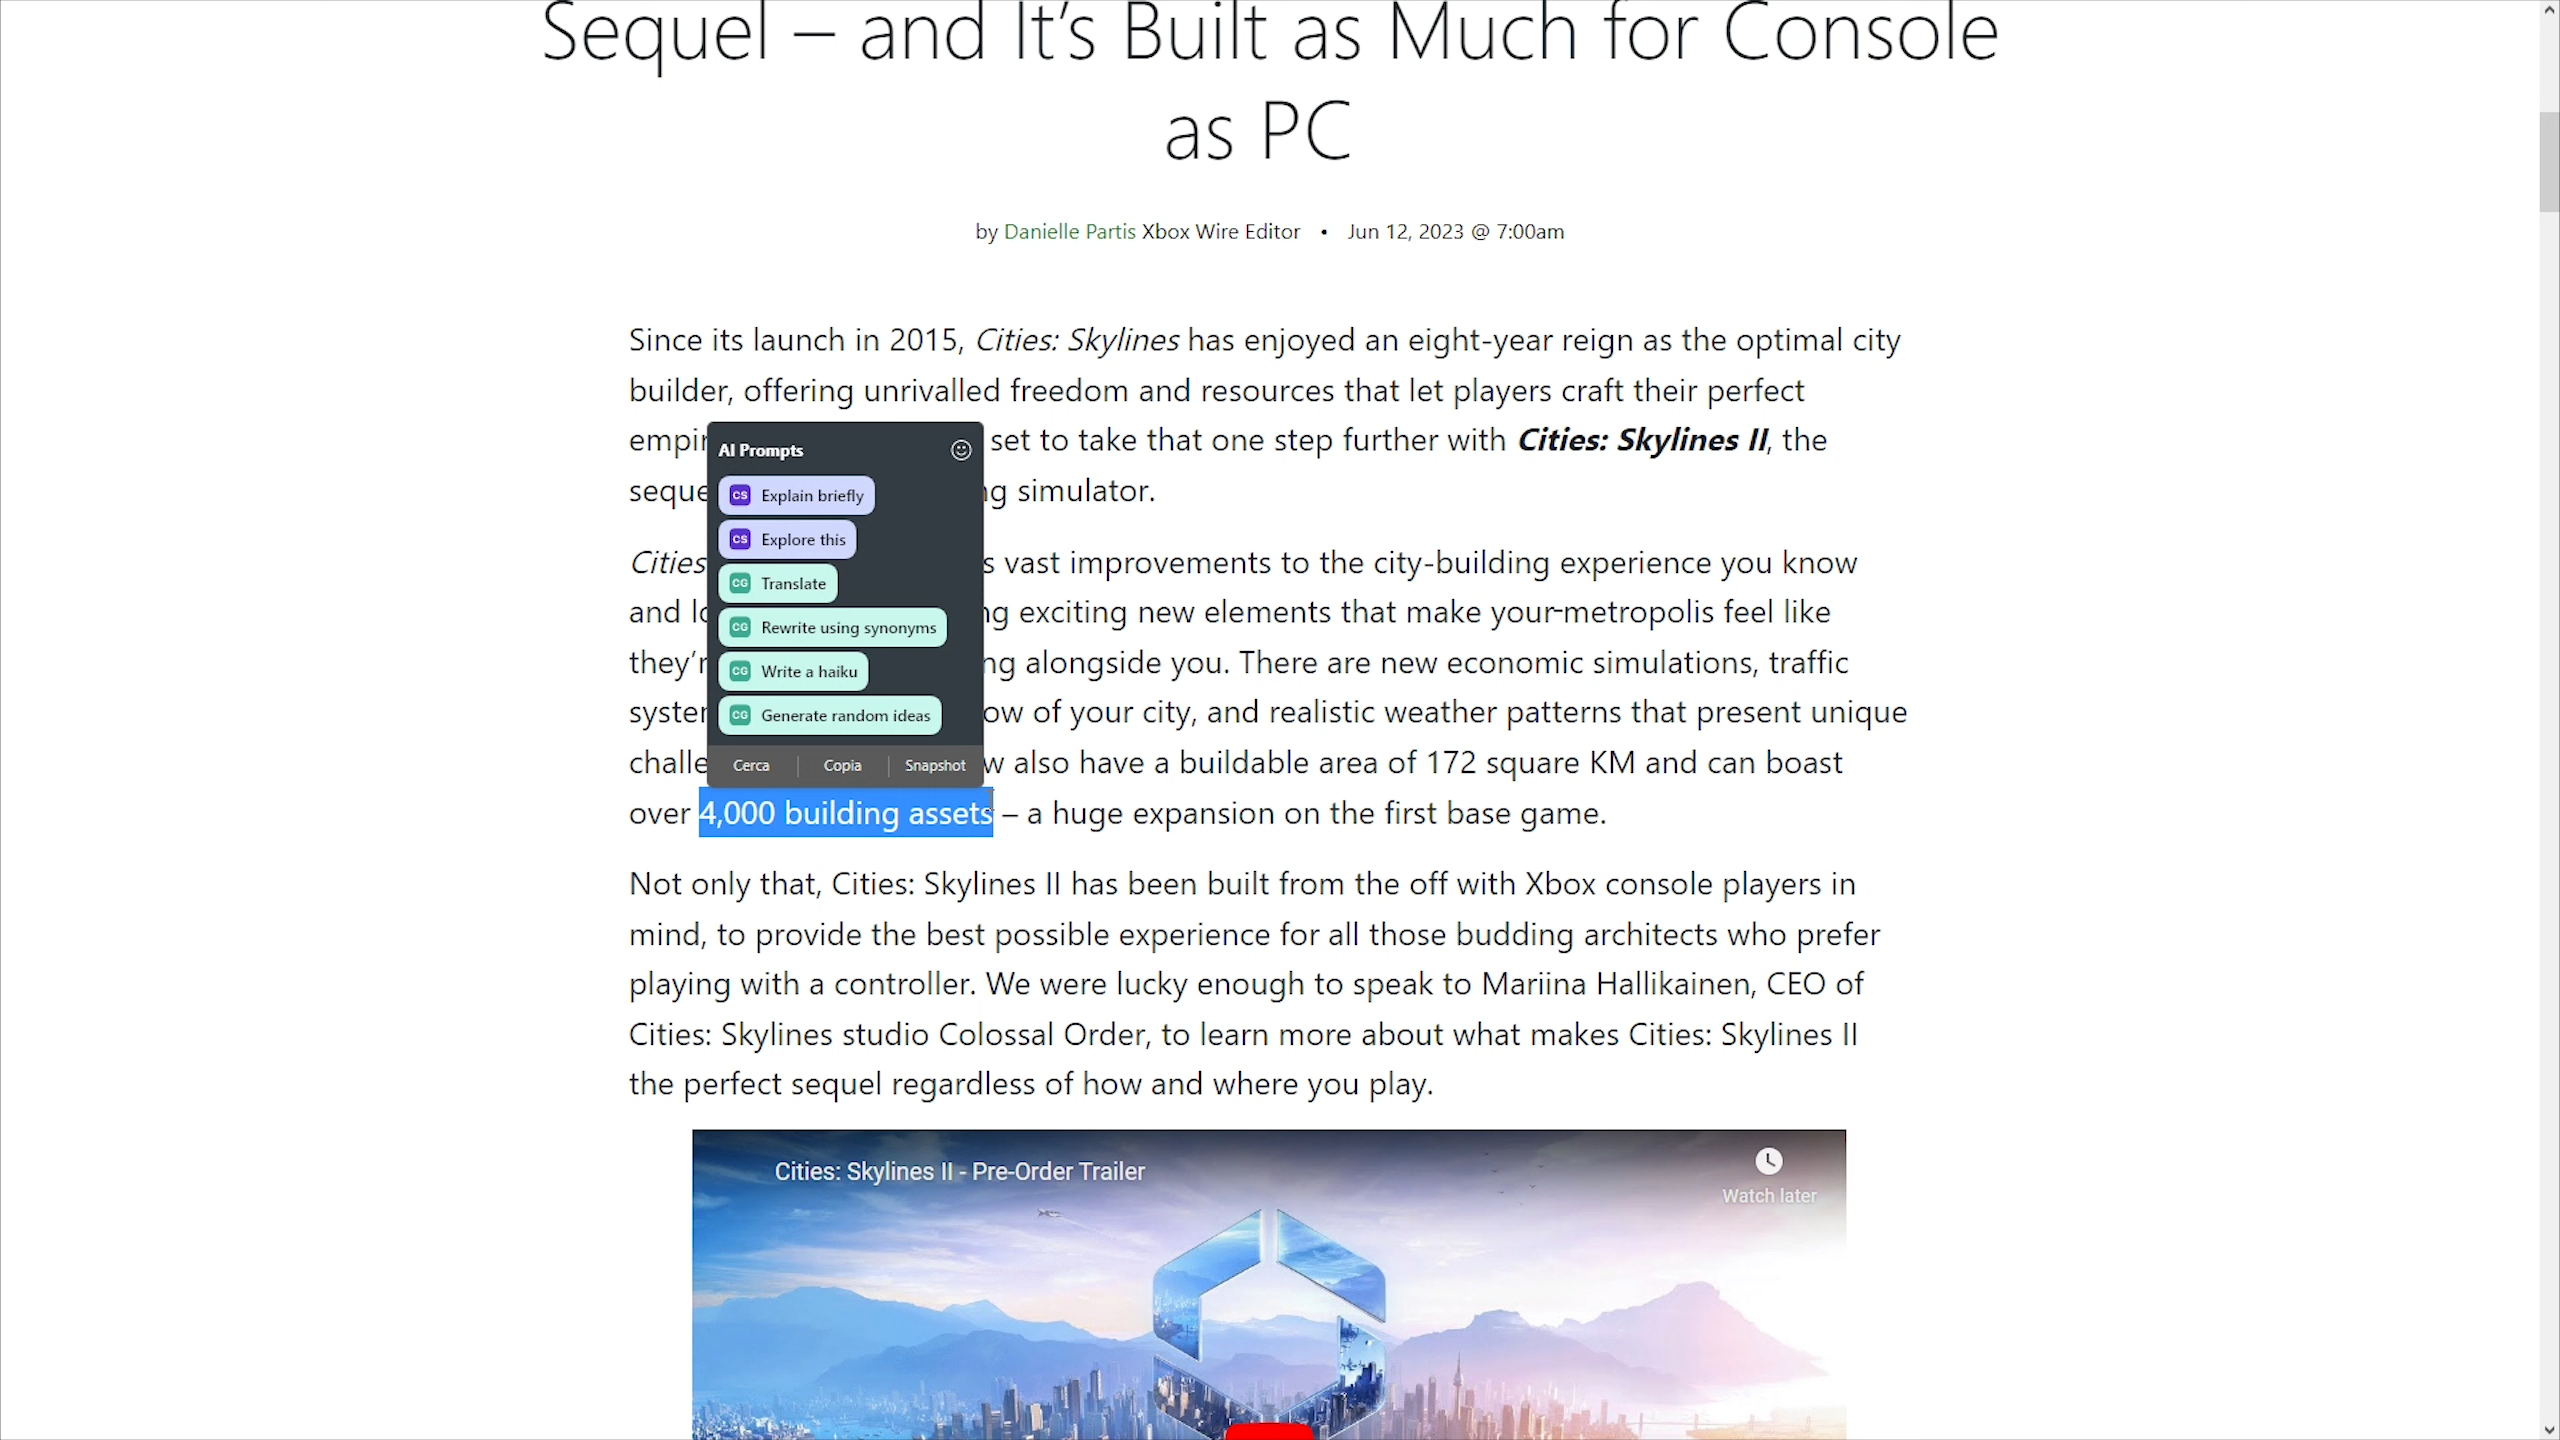 Sequel – and It’s Built as Much for Console
as PC
by Danielle Partis Xbox Wire Editor • Jun 12, 2023 @ 7:00am
Since its launch in 2015, Cities: Skylines has enjoyed an eight-year reign as the optimal city
builder, offering unrivalled freedom and resources that let players craft their perfect
set to take that one step further with Cities: Skylines II, the
simulator.
Cities vast improvements to the city-building experience you know
and exciting new elements that make your metropolis feel like
alongside you. There are new economic simulations, traffic
of your city, and realistic weather patterns that present unique
also have a buildable area of 172 square KM and can boast
over 4,000 building assets – a huge expansion on the first base game.
AI Prompts
CS Explain briefly
CS Explore this
CG Translate
CG Rewrite using synonyms
CG Write a haiku
CG Generate random ideas
Cerca Copia Snapshot
Not only that, Cities: Skylines II has been built from the off with Xbox console players in
mind, to provide the best possible experience for all those budding architects who prefer
playing with a controller. We were lucky enough to speak to Mariina Hallikainen, CEO of
Cities: Skylines studio Colossal Order, to learn more about what makes Cities: Skylines II
the perfect sequel regardless of how and where you play.
Cities: Skylines II - Pre-Order Trailer
Watch later